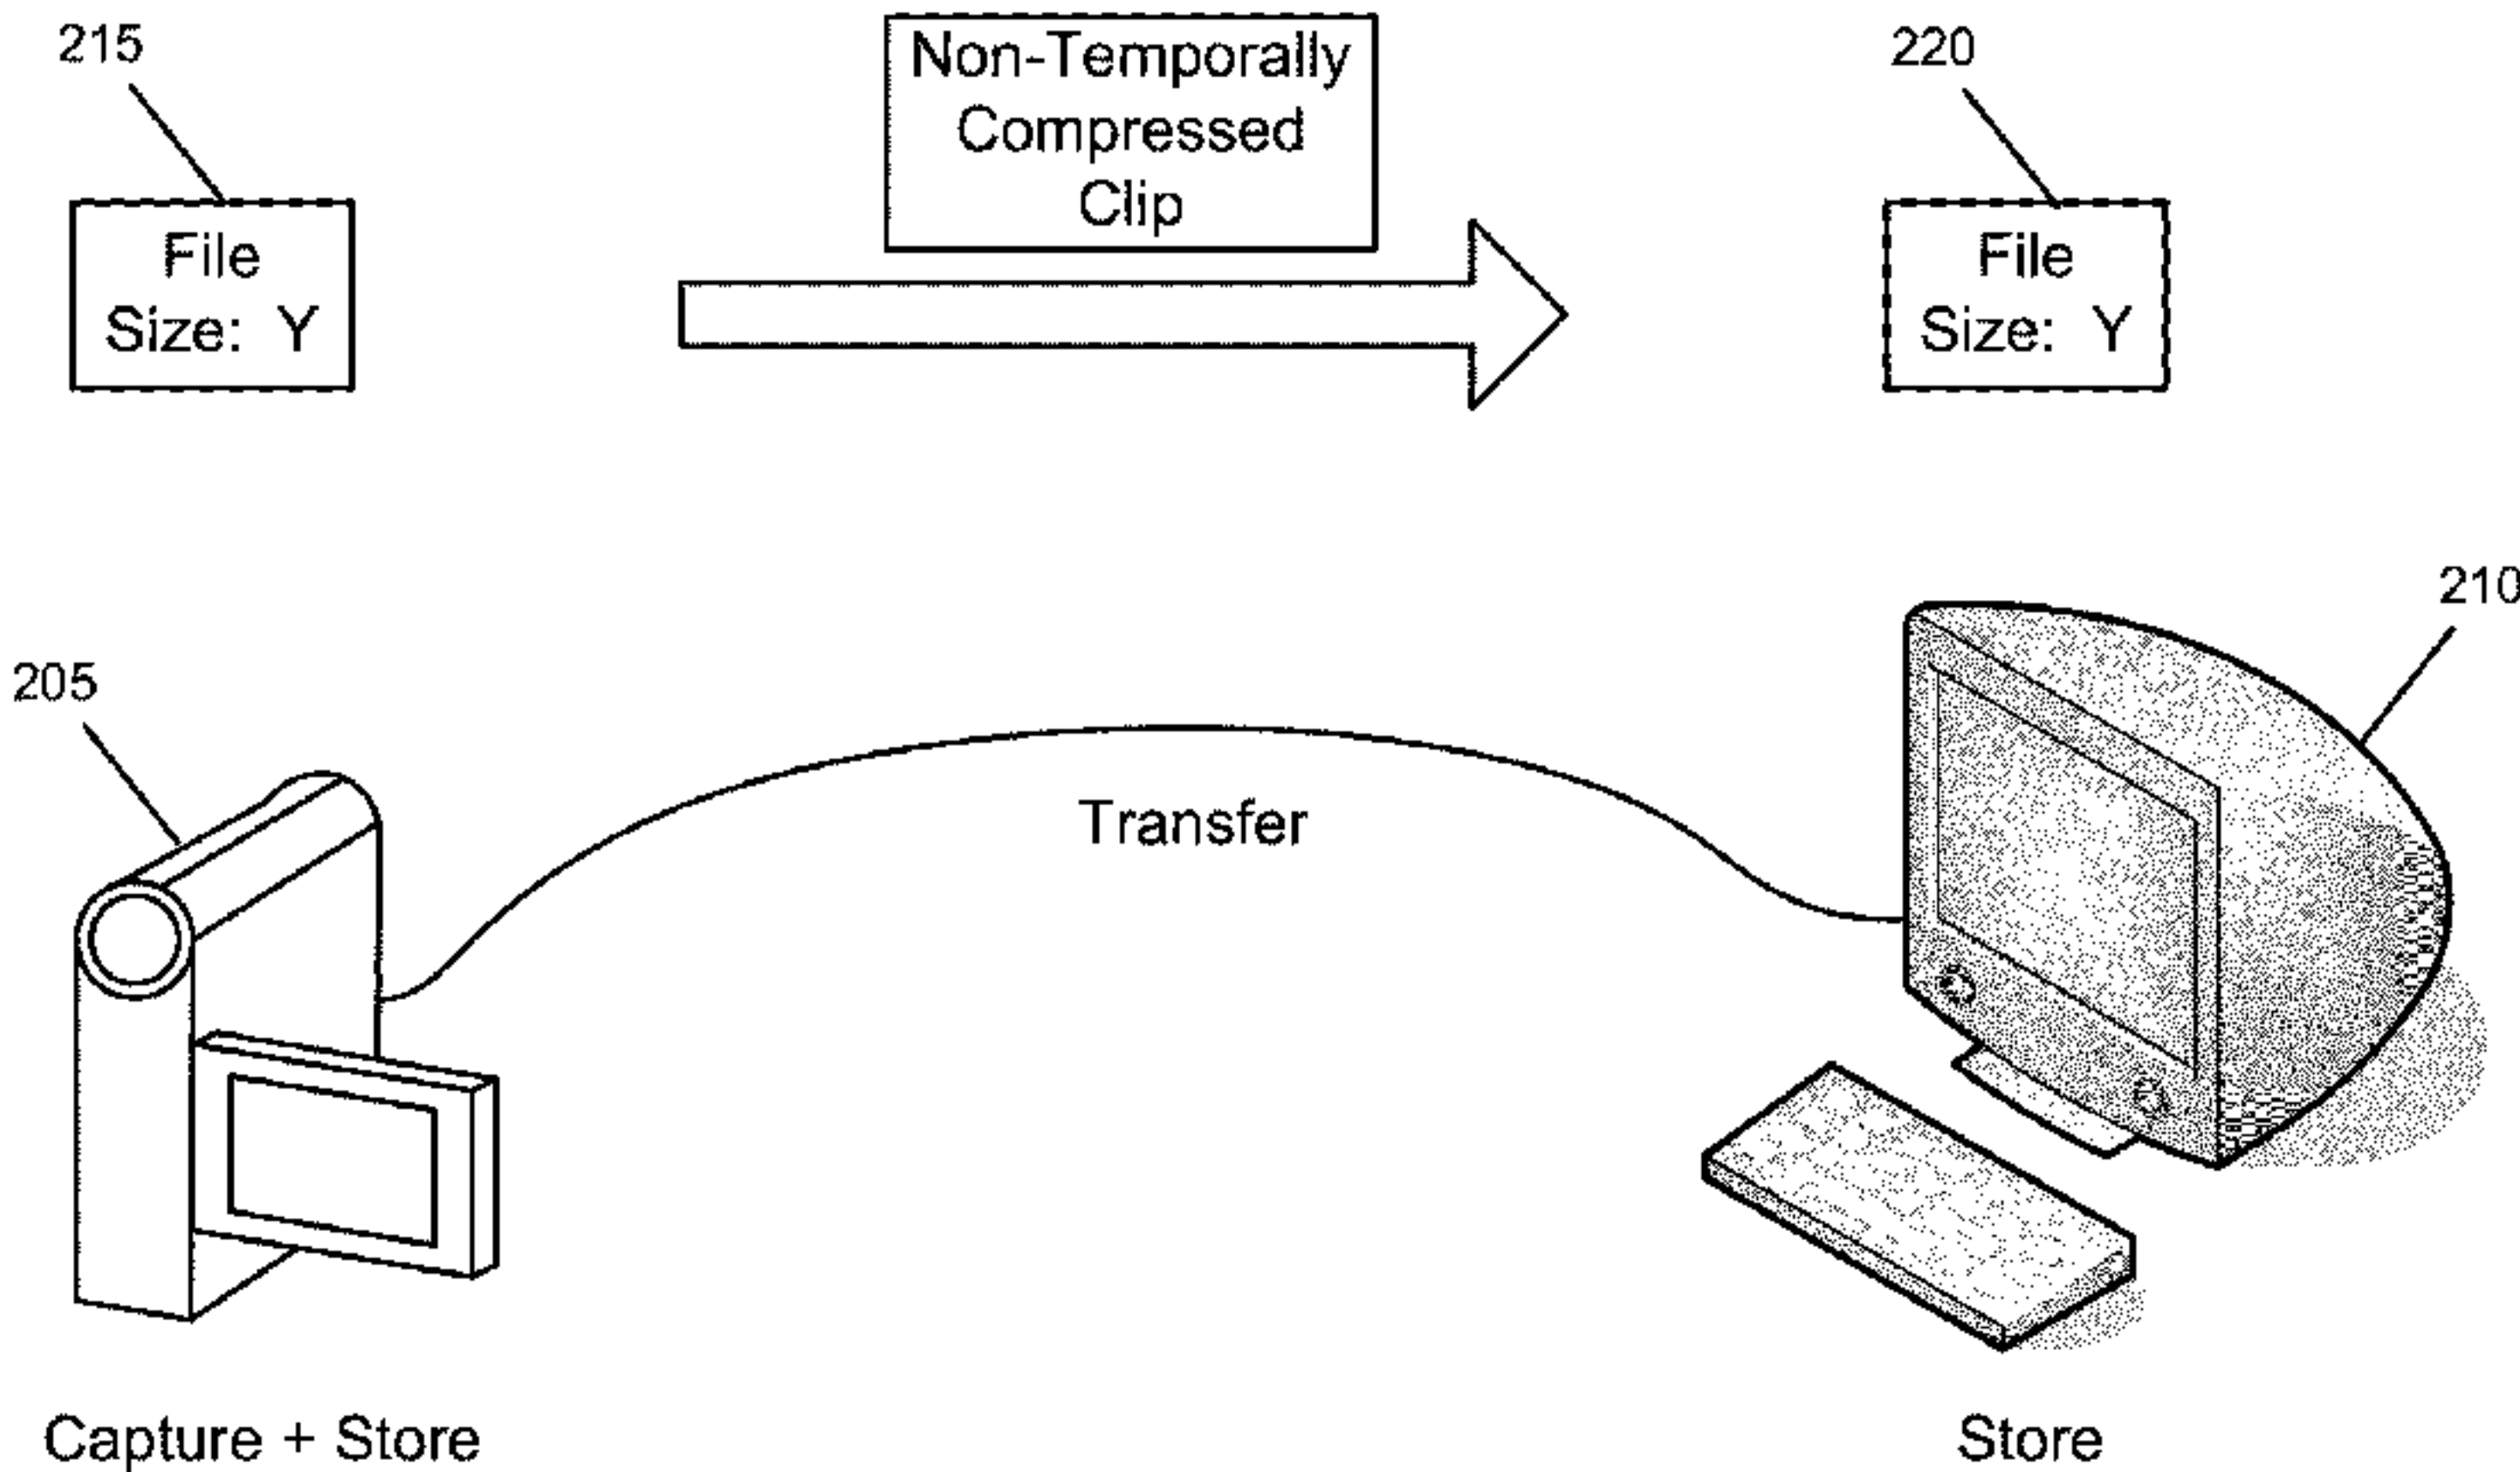 215
Non-Temporally
Compressed
Clip
220
File
Size: Y
File
Size: Y
210
205
Transfer
Capture + Store
Store